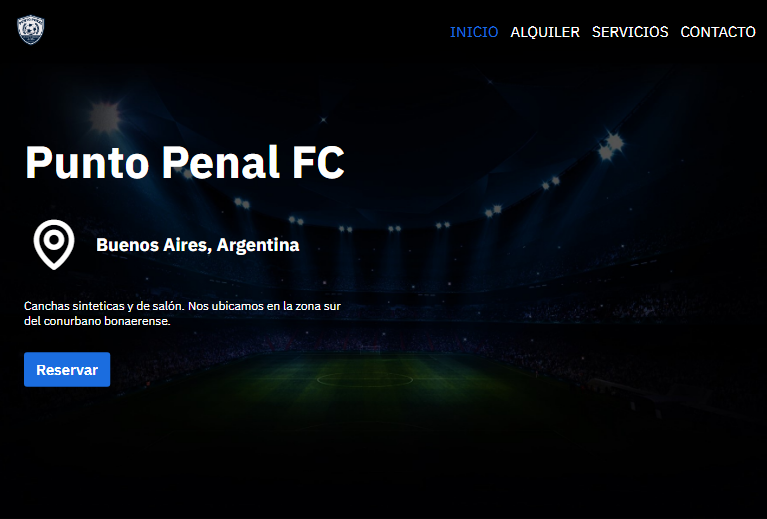 INICIO ALQUILER SERVICIOS CONTACTO
Punto Penal FC
Buenos Aires, Argentina
Canchas sinteticas y de salón. Nos ubicamos en la zona sur
del conurbano bonaerense.
Reservar